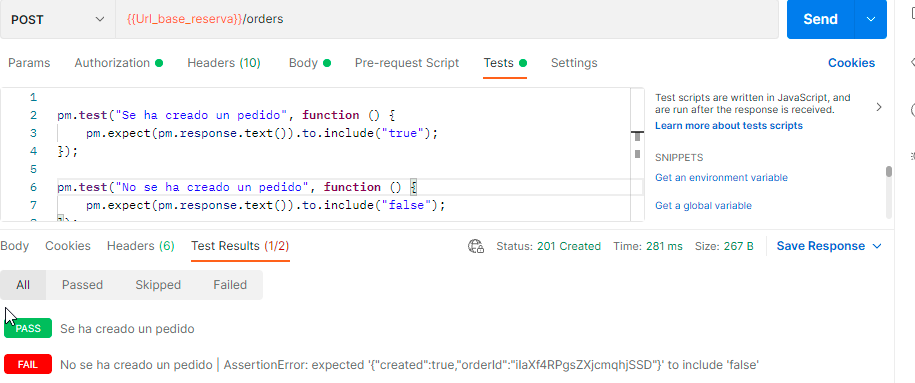 POST {{Url_base_reserva}}/orders Send
Params Authorization Headers (10) Body Pre-request Script Tests Settings Cookies
1
2 pm.test("Se ha creado un pedido", function () {
3 pm.expect(pm.response.text()).to.include("true");
4 });
5
6 pm.test("No se ha creado un pedido", function () {
7 pm.expect(pm.response.text()).to.include("false");
8 });
Test scripts are written in JavaScript, and
are run after the response is received.
Learn more about tests scripts
SNIPPETS
Get an environment variable
Get a global variable
Body Cookies Headers (6) Test Results (1/2) Status: 201 Created Time: 281 ms Size: 267 B Save Response
All Passed Skipped Failed
PASS Se ha creado un pedido
FAIL No se ha creado un pedido | AssertionError: expected '{"created":true,"orderId":"iIaXf4RPgsZXjcmqhjSSD"}' to include 'false'